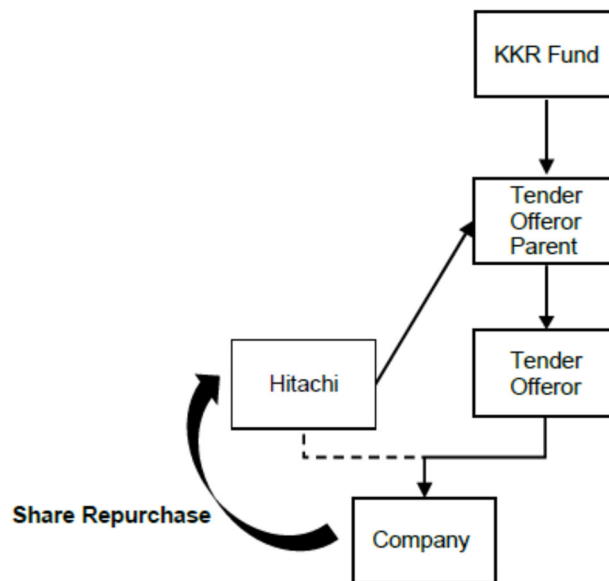 KKR Fund
Tender
Offeror
Parent
Hitachi
Tender
Offeror
Share Repurchase
Company